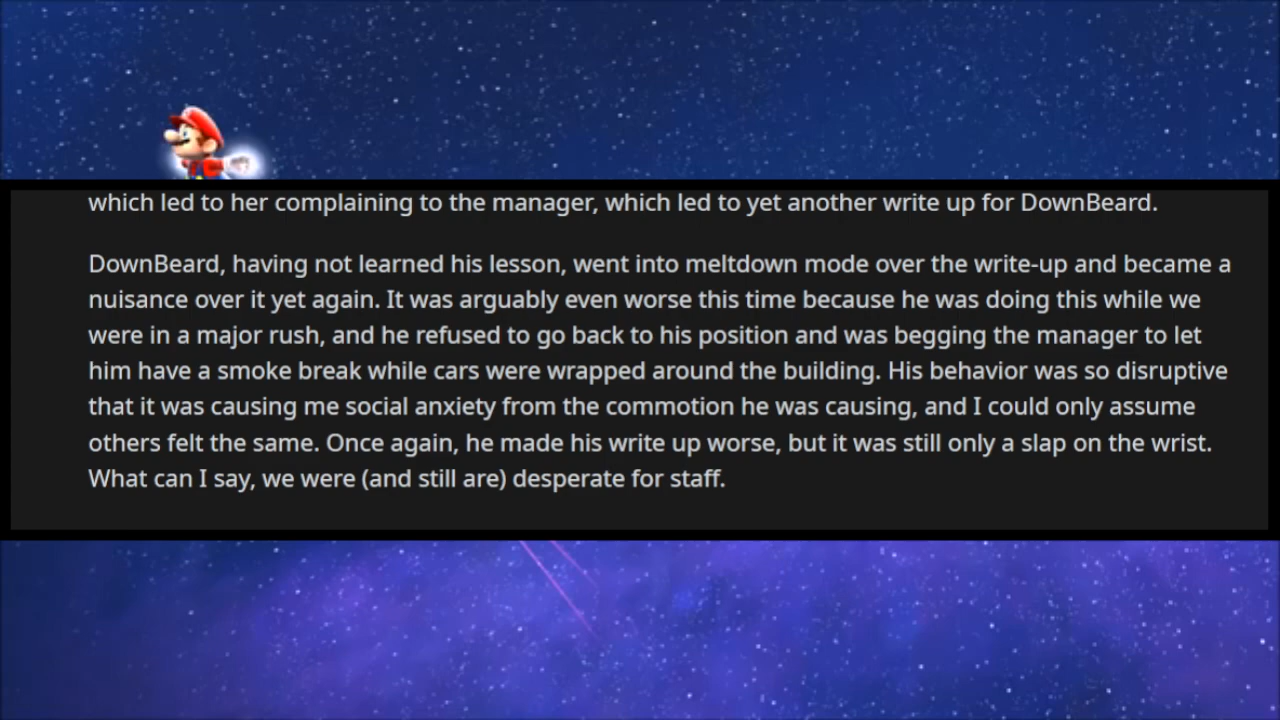 which led to her complaining to the manager, which led to yet another write up for DownBeard.
DownBeard, having not learned his lesson, went into meltdown mode over the write-up and became a
nuisance over it yet again. It was arguably even worse this time because he was doing this while we
were in a major rush, and he refused to go back to his position and was begging the manager to let
him have a smoke break while cars were wrapped around the building. His behavior was so disruptive
that it was causing me social anxiety from the commotion he was causing, and I could only assume
others felt the same. Once again, he made his write up worse, but it was still only a slap on the wrist.
What can I say, we were (and still are) desperate for staff.